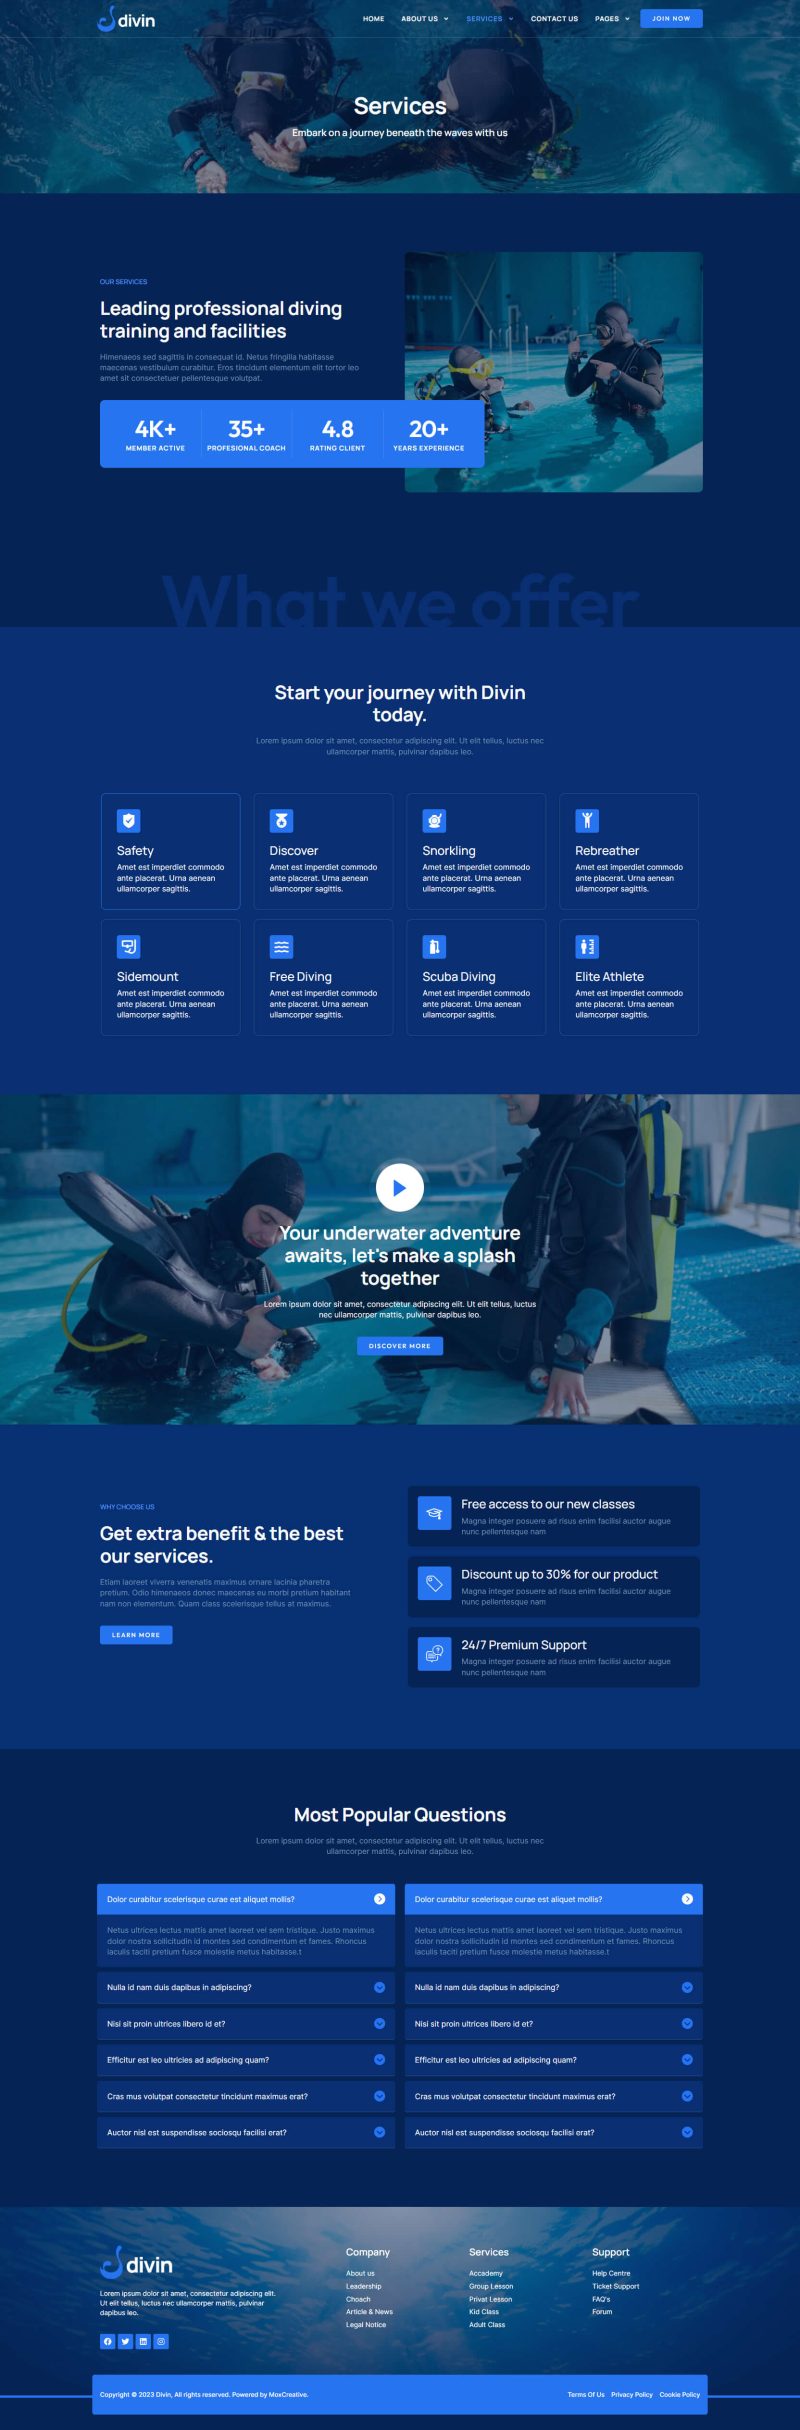 divin
HOME ABOUT US SERVICES CONTACT US PAGES JOIN NOW
Services
Embark on a journey beneath the waves with us
OUR SERVICES
Leading professional diving
training and facilities
Himenaeos sed sagittis in consequat id. Netus fringilla habitasse
maecenas vestibulum curabitur. Eros tincidunt elementum elit tortor leo
amet sit consectetuer pellentesque volutpat.
4K+ 35+ 4.8 20+
MEMBER ACTIVE PROFESIONAL COACH RATING CLIENT YEARS EXPERIENCE
What we offer
Start your journey with Divin
today.
Lorem ipsum dolor sit amet, consectetur adipiscing elit. Ut elit tellus, luctus nec
ullamcorper mattis, pulvinar dapibus leo.
Safety
Amet est imperdiet commodo
ante placerat. Urna aenean
ullamcorper sagittis.
Discover
Amet est imperdiet commodo
ante placerat. Urna aenean
ullamcorper sagittis.
Snorkling
Amet est imperdiet commodo
ante placerat. Urna aenean
ullamcorper sagittis.
Rebreather
Amet est imperdiet commodo
ante placerat. Urna aenean
ullamcorper sagittis.
Sidemount
Amet est imperdiet commodo
ante placerat. Urna aenean
ullamcorper sagittis.
Free Diving
Amet est imperdiet commodo
ante placerat. Urna aenean
ullamcorper sagittis.
Scuba Diving
Amet est imperdiet commodo
ante placerat. Urna aenean
ullamcorper sagittis.
Elite Athlete
Amet est imperdiet commodo
ante placerat. Urna aenean
ullamcorper sagittis.
Your underwater adventure
awaits, let's make a splash
together
Lorem ipsum dolor sit amet, consectetur adipiscing elit. Ut elit tellus, luctus
nec ullamcorper mattis, pulvinar dapibus leo.
DISCOVER MORE
WHY CHOOSE US
Get extra benefit & the best
our services.
Etiam laoreet viverra venenatis maximus ornare lacinia pharetra
pretium. Odio himenaeos donec maecenas eu morbi pretium habitant
nam non elementum. Quam class scelerisque tellus at maximus.
LEARN MORE
Free access to our new classes
Magna integer posuere ad risus enim facilisi auctor augue
nunc pellentesque nam
Discount up to 30% for our product
Magna integer posuere ad risus enim facilisi auctor augue
nunc pellentesque nam
24/7 Premium Support
Magna integer posuere ad risus enim facilisi auctor augue
nunc pellentesque nam
Most Popular Questions
Lorem ipsum dolor sit amet, consectetur adipiscing elit. Ut elit tellus, luctus nec
ullamcorper mattis, pulvinar dapibus leo.
Dolor curabitur scelerisque curae est aliquet mollis?
Netus ultrices lectus mattis amet laoreet vel sem tristique. Justo maximus
dolor nostra sollicitudin id montes sed condimentum et fames. Rhoncus
iaculis taciti pretium fusce molestie metus habitasse.t
Nulla id nam duis dapibus in adipiscing?
Nisi sit proin ultrices libero id et?
Efficitur est leo ultricies ad adipiscing quam?
Cras mus volutpat consectetur tincidunt maximus erat?
Auctor nisl est suspendisse sociosqu facilisi erat?
Dolor curabitur scelerisque curae est aliquet mollis?
Netus ultrices lectus mattis amet laoreet vel sem tristique. Justo maximus
dolor nostra sollicitudin id montes sed condimentum et fames. Rhoncus
iaculis taciti pretium fusce molestie metus habitasse.t
Nulla id nam duis dapibus in adipiscing?
Nisi sit proin ultrices libero id et?
Efficitur est leo ultricies ad adipiscing quam?
Cras mus volutpat consectetur tincidunt maximus erat?
Auctor nisl est suspendisse sociosqu facilisi erat?
divin
Lorem ipsum dolor sit amet, consectetur adipiscing elit.
Ut elit tellus, luctus nec ullamcorper mattis, pulvinar
dapibus leo.
Company
About us
Leadership
Choach
Article & News
Legal Notice
Services
Accademy
Group Lesson
Privat Lesson
Kid Class
Adult Class
Support
Help Centre
Ticket Support
FAQ's
Forum
Copyright © 2023 Divin, All rights reserved. Powered by MoxCreative.
Terms Of Us Privacy Policy Cookie Policy